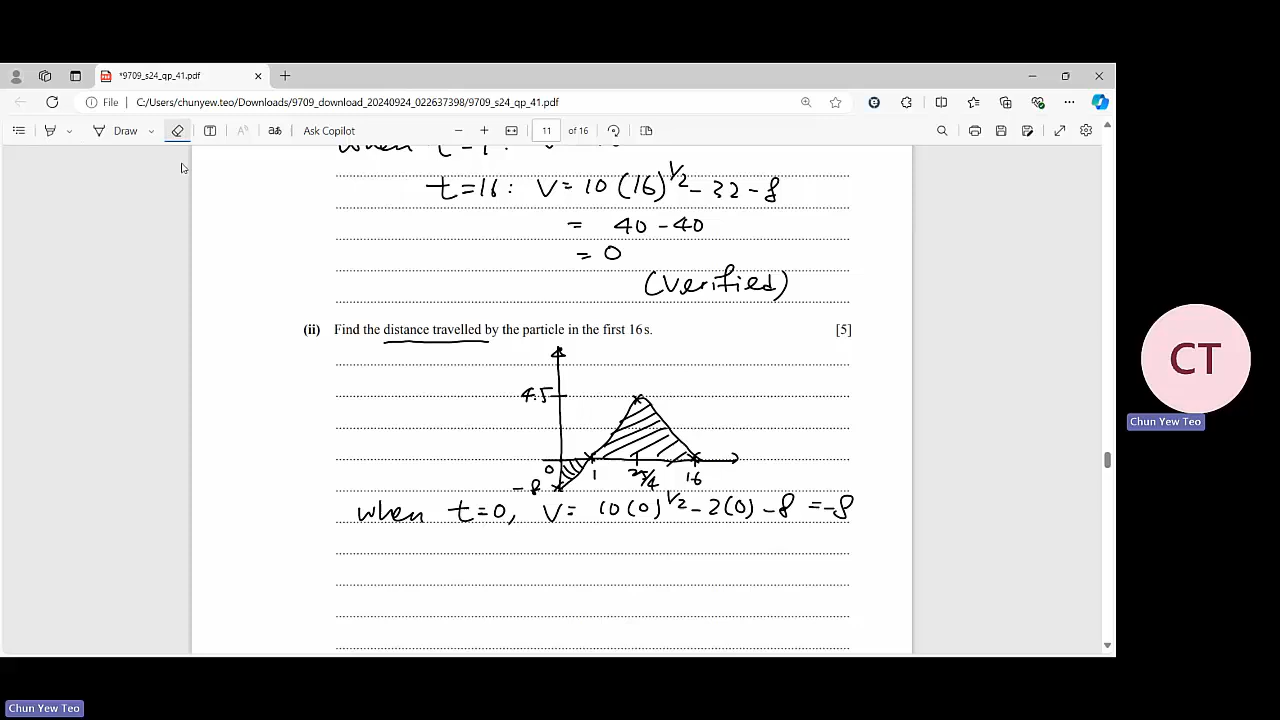 *9709_s24_qp_41.pdf
File C:/Users/chunyew.teo/Downloads/9709_download_20240924_022637398/9709_s24_qp_41.pdf
Draw Ask Copilot 11 of 16
t=16: V= 10 (16)^1/2 - 32 - 8
= 40 - 40
= 0
(verified)
(ii) Find the distance travelled by the particle in the first 16 s. [5]
4.5
0 1 25/4 16
-8
when t=0, V= 10(0)^1/2 - 2(0) - 8 = -8
CT
Chun Yew Teo
Chun Yew Teo